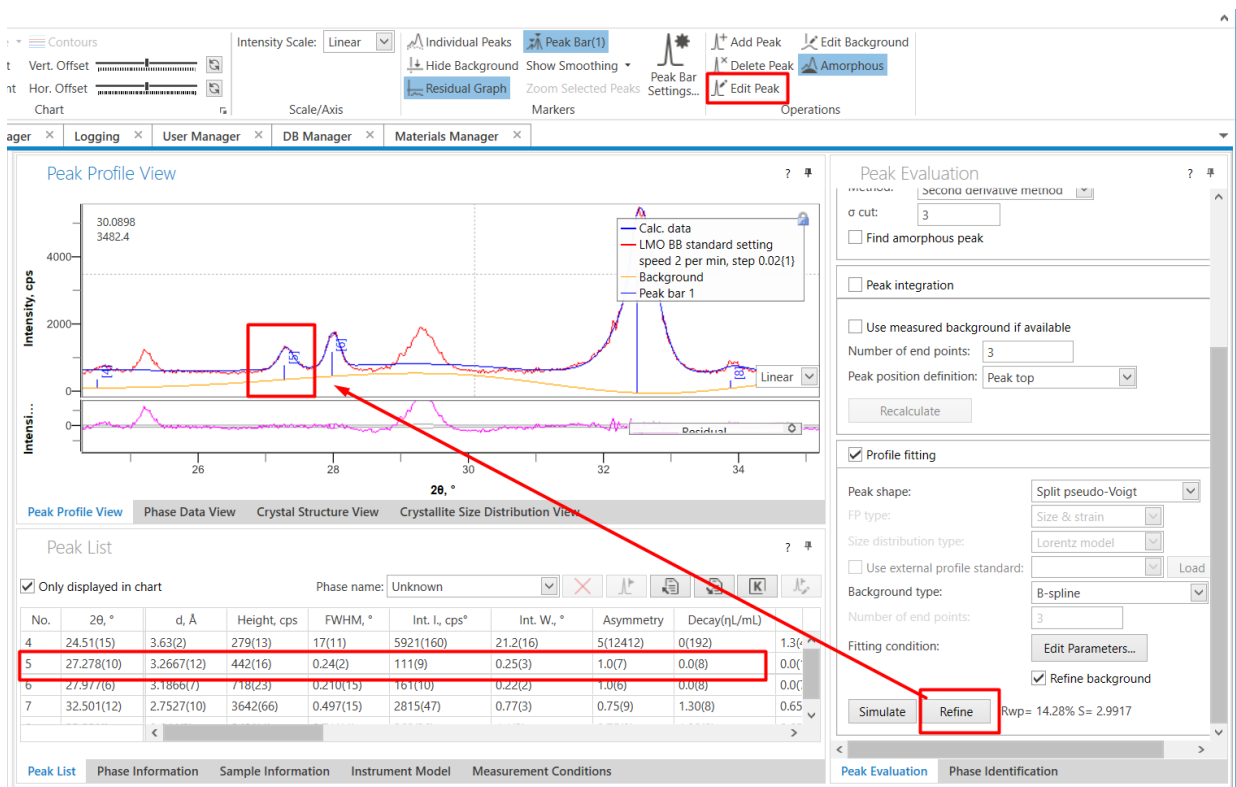 Contours
Vert. Offset
Hor. Offset
Chart
Intensity Scale: Linear
Scale/Axis
Individual Peaks
Peak Bar(1)
Hide Background
Show Smoothing
Residual Graph
Zoom Selected Peaks
Peak Bar
Settings...
Markers
Add Peak
Edit Background
Delete Peak
Amorphous
Edit Peak
Operations
Logging
User Manager
DB Manager
Materials Manager
Peak Profile View
?
30.0898
3482.4
Calc. data
LMO BB standard setting
speed 2 per min, step 0.02{1}
Background
Peak bar 1
Intensity, cps
4000
2000
0
[4]
[5]
[6]
[8]
Linear
Intensi...
0
Residual
26 28 30 32 34
2θ, °
Peak Profile View Phase Data View Crystal Structure View Crystallite Size Distribution View
Peak List
?
Only displayed in chart
Phase name: Unknown
K
No. 2θ, ° d, Å Height, cps FWHM, ° Int. I., cps° Int. W., ° Asymmetry Decay(ηL/mL)
4 24.51(15) 3.63(2) 279(13) 17(11) 5921(160) 21.2(16) 5(12412) 0(192)
5 27.278(10) 3.2667(12) 442(16) 0.24(2) 111(9) 0.25(3) 1.0(7) 0.0(8)
6 27.977(6) 3.1866(7) 718(23) 0.210(15) 161(10) 0.22(2) 1.0(6) 0.0(8)
7 32.501(12) 2.7527(10) 3642(66) 0.497(15) 2815(47) 0.77(3) 0.75(9) 1.30(8)
Peak List Phase Information Sample Information Instrument Model Measurement Conditions
Peak Evaluation
?
Method: Second derivative method
σ cut: 3
Find amorphous peak
Peak integration
Use measured background if available
Number of end points: 3
Peak position definition: Peak top
Recalculate
Profile fitting
Peak shape: Split pseudo-Voigt
FP type: Size & strain
Size distribution type: Lorentz model
Use external profile standard: Load
Background type: B-spline
Number of end points: 3
Fitting condition: Edit Parameters...
Refine background
Simulate Refine Rwp= 14.28% S= 2.9917
Peak Evaluation Phase Identification